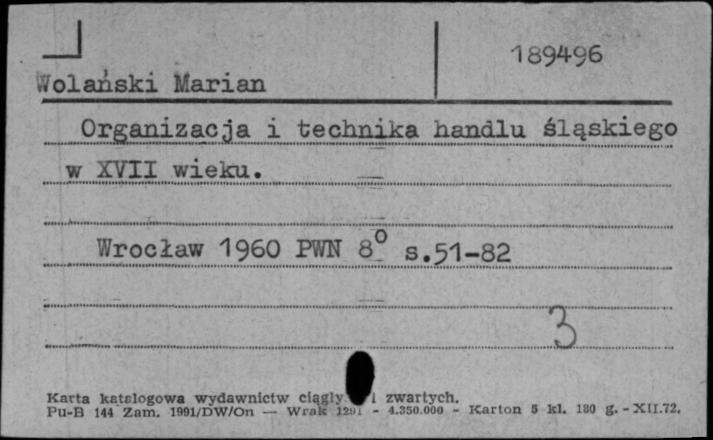 189496
Wolański Marian
Organizacja i technika handlu śląskiego
w XVII wieku.
Wrocław 1960 PWN 8° s.51-82
3
Karta katalogowa wydawnictw ciągły i zwartych.
Pu-B 144 Zam. 1991/DW/On — Wrak 1291 - 4.350.000 - Karton 5 kl. 180 g. - XII.72.